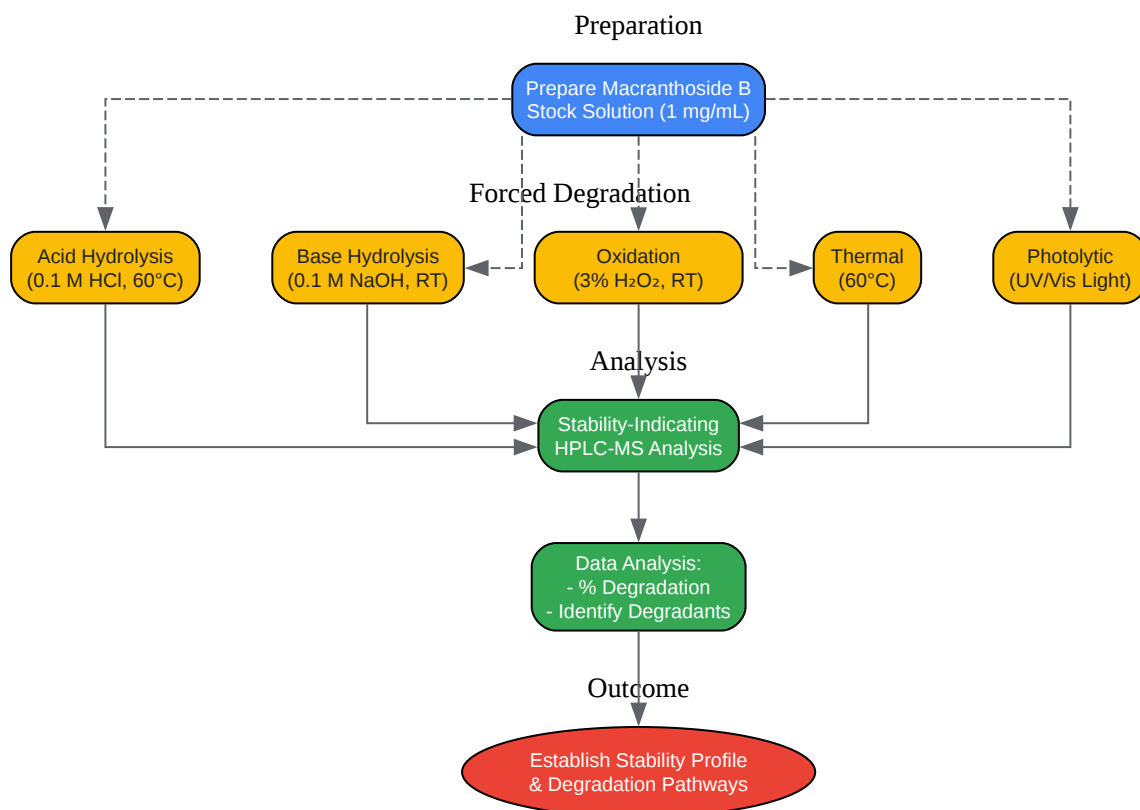 Preparation
Prepare Macranthoside B
Stock Solution (1 mg/mL)
Forced Degradation
Acid Hydrolysis
(0.1 M HCl, 60°C)
Base Hydrolysis
(0.1 M NaOH, RT)
Oxidation
(3% H₂O₂, RT)
Thermal
(60°C)
Photolytic
(UV/Vis Light)
Analysis
Stability-Indicating
HPLC-MS Analysis
Data Analysis:
- % Degradation
- Identify Degradants
Outcome
Establish Stability Profile
& Degradation Pathways